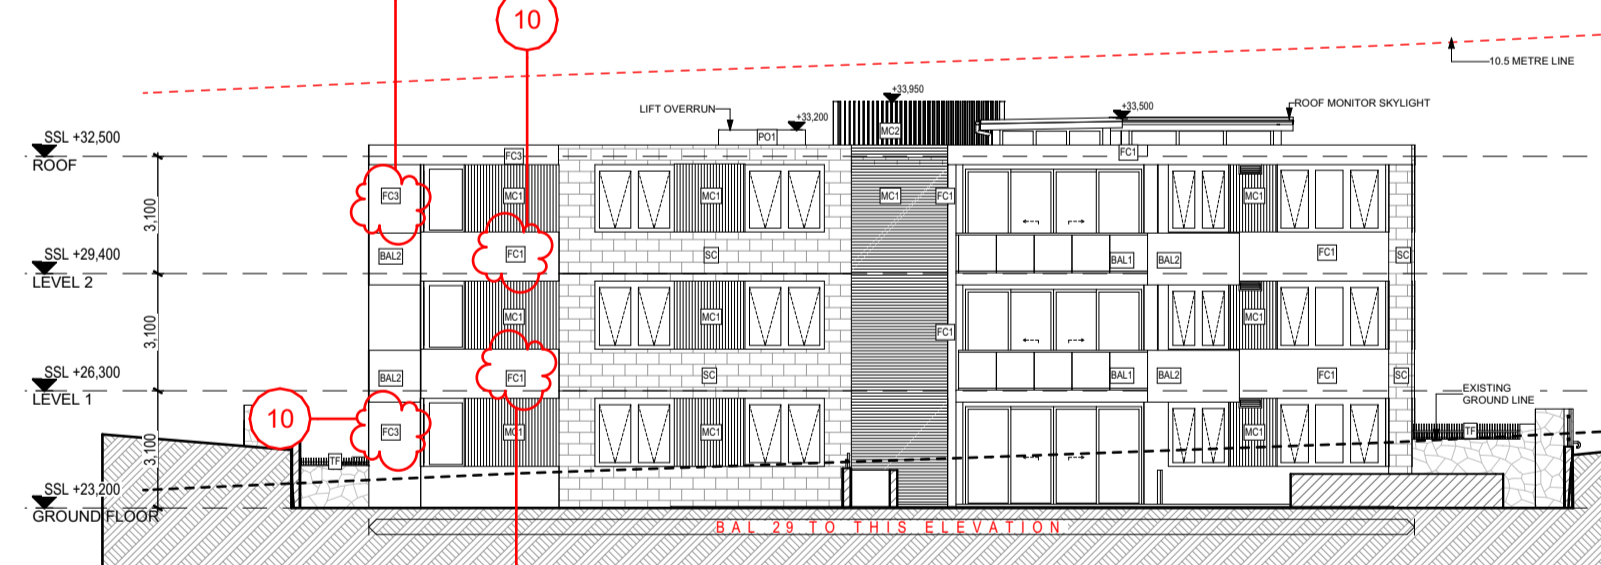 10
10.5 METRE LINE
+33,950
LIFT OVERRUN
+33,200
+33,500
ROOF MONITOR SKYLIGHT
SSL +32,500
ROOF
PO1
MC2
FC3
FC1
3,100
FC3
MC1
MC1
MC1
FC1
MC1
SSL +29,400
LEVEL 2
BAL2
FC1
SC
BAL1
BAL2
FC1
SC
3,100
MC1
MC1
FC1
MC1
SSL +26,300
LEVEL 1
BAL2
FC1
SC
BAL1
BAL2
FC1
SC
EXISTING
GROUND LINE
10
3,100
FC3
MC1
MC1
MC1
TF
TF
SSL +23,200
GROUND FLOOR
BAL 29 TO THIS ELEVATION